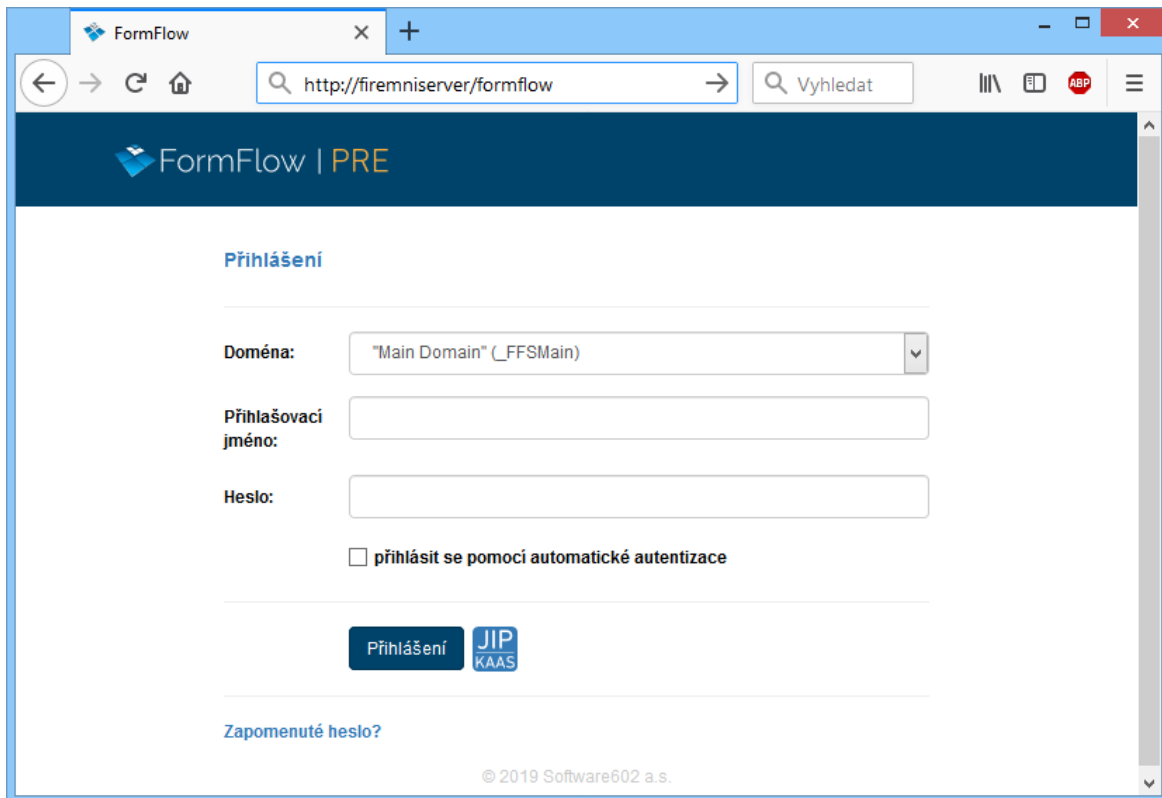 FormFlow
http://firemniserver/formflow
Vyhledat
ABP
FormFlow | PRE
Přihlášení
Doména:
"Main Domain" (_FFSMain)
Přihlašovací
jméno:
Heslo:
přihlásit se pomocí automatické autentizace
Přihlášení
JIP
KAAS
Zapomenuté heslo?
© 2019 Software602 a.s.